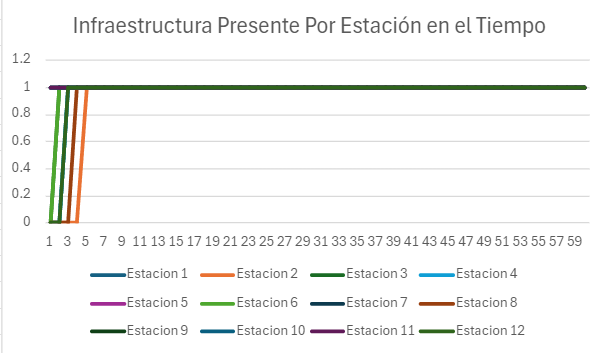 Infraestructura Presente Por Estación en el Tiempo
1.2
1
0.8
0.6
0.4
0.2
0
1 3 5 7 9 11 13 15 17 19 21 23 25 27 29 31 33 35 37 39 41 43 45 47 49 51 53 55 57 59
Estacion 1 Estacion 2 Estacion 3 Estacion 4
Estacion 5 Estacion 6 Estacion 7 Estacion 8
Estacion 9 Estacion 10 Estacion 11 Estacion 12